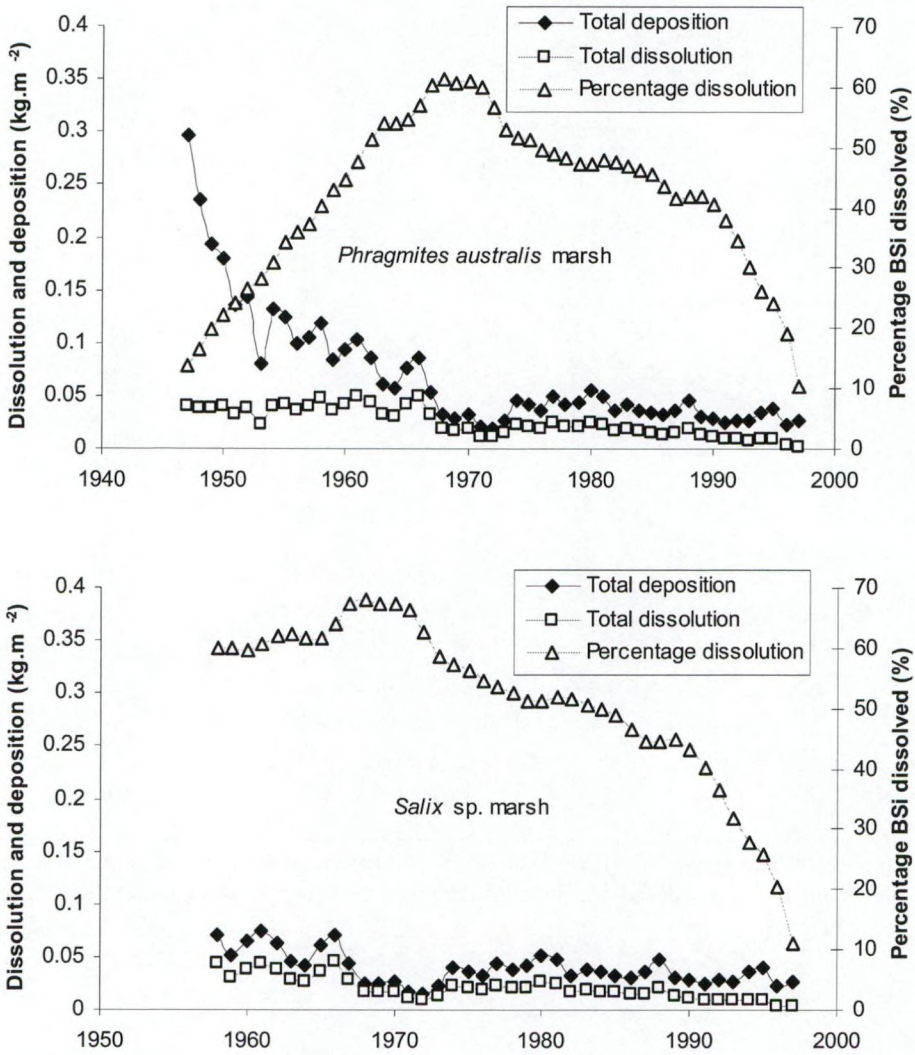 Total deposition
Total dissolution
Percentage dissolution
Dissolution and deposition (kg.m -2)
0.4
0.35
0.3
0.25
0.2
0.15
0.1
0.05
0
Phragmites australis marsh
70
60
50
40
30
20
10
0
Percentage BSi dissolved (%)
1940 1950 1960 1970 1980 1990 2000
Total deposition
Total dissolution
Percentage dissolution
Dissolution and deposition (kg.m -2)
0.4
0.35
0.3
0.25
0.2
0.15
0.1
0.05
0
Salix sp. marsh
70
60
50
40
30
20
10
0
Percentage BSi dissolved (%)
1950 1960 1970 1980 1990 2000